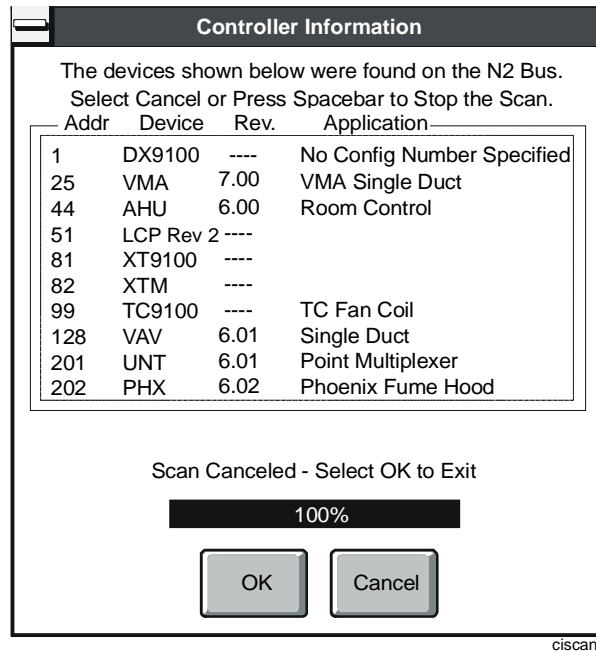 Controller Information
The devices shown below were found on the N2 Bus.
Select Cancel or Press Spacebar to Stop the Scan.
Addr Device Rev. Application
1 DX9100 ---- No Config Number Specified
25 VMA 7.00 VMA Single Duct
44 AHU 6.00 Room Control
51 LCP Rev 2 ----
81 XT9100 ----
82 XTM ----
99 TC9100 ---- TC Fan Coil
128 VAV 6.01 Single Duct
201 UNT 6.01 Point Multiplexer
202 PHX 6.02 Phoenix Fume Hood
Scan Canceled - Select OK to Exit
100%
OK Cancel
ciscan